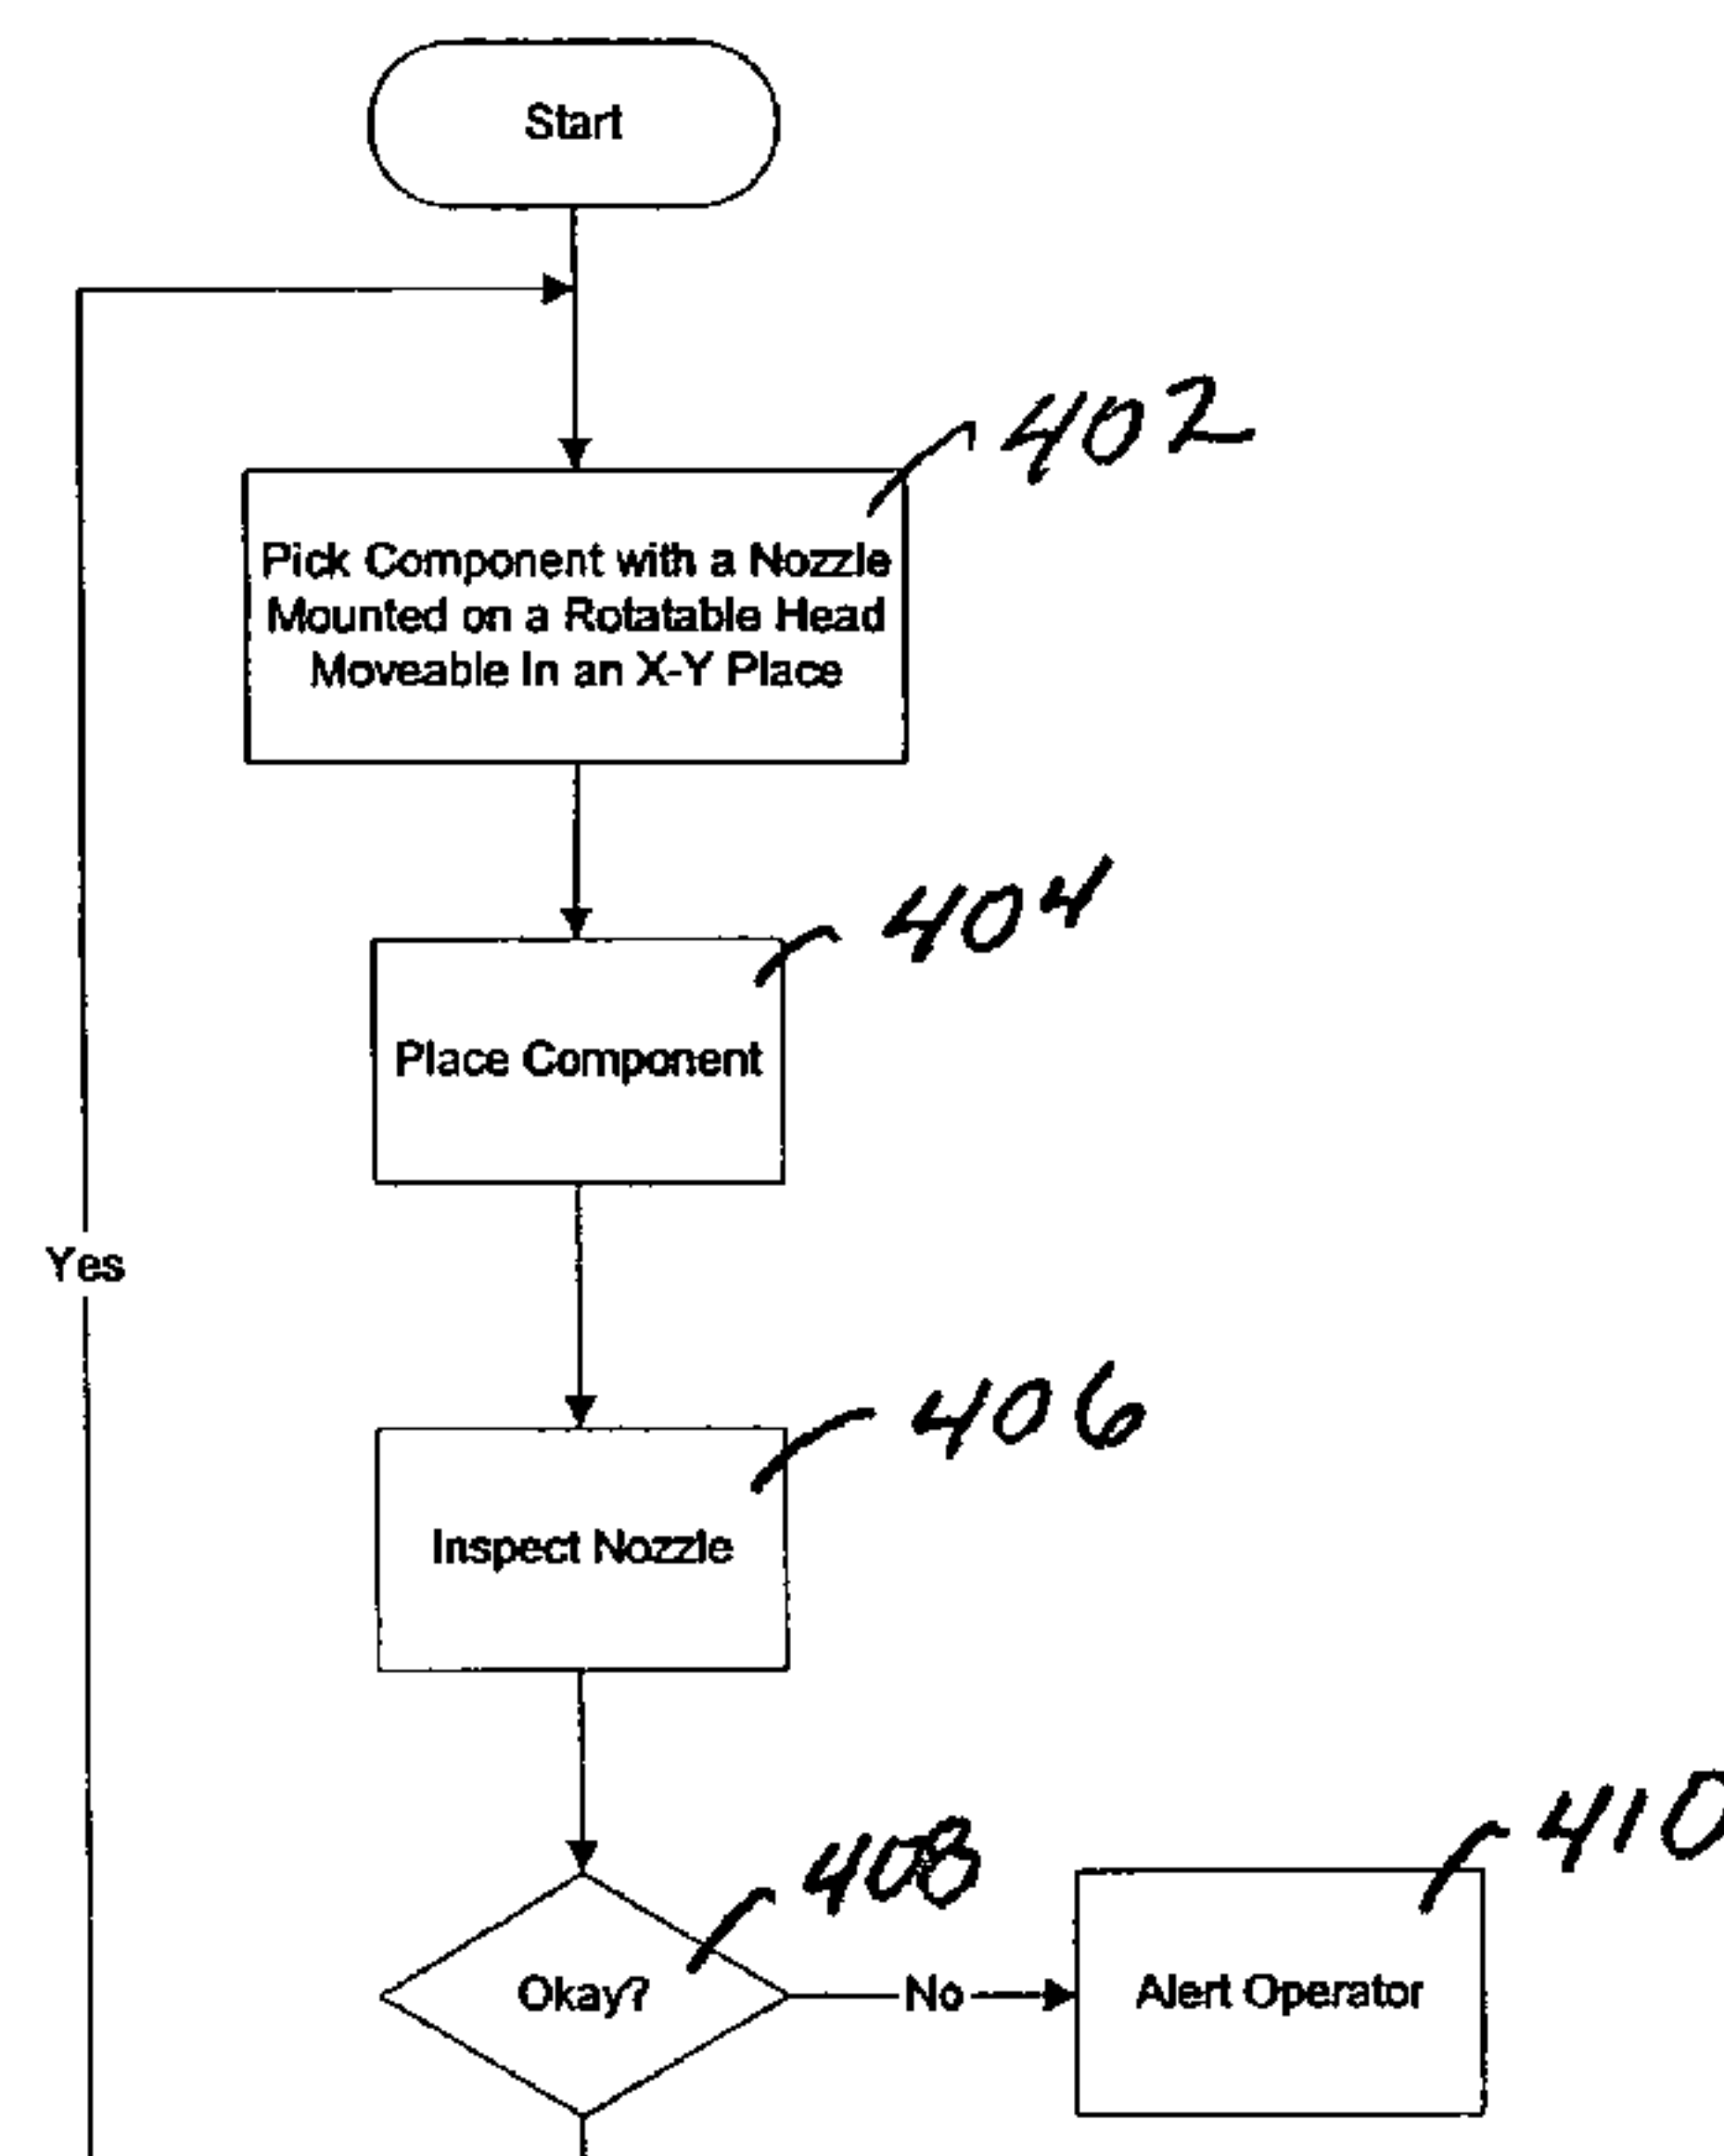 Start
402
Pick Component with a Nozzle
Mounted on a Rotatable Head
Moveable In an X-Y Place
404
Place Component
Yes
406
Inspect Nozzle
408
410
Okay?
No
Alert Operator